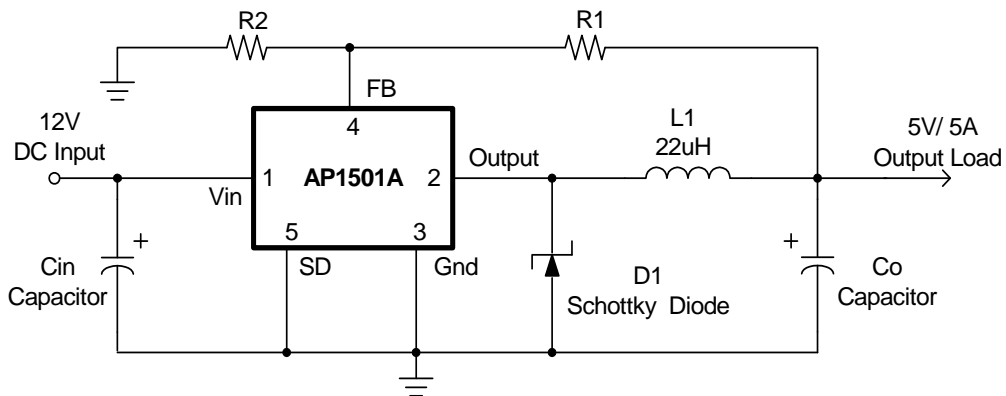 R2
R1
FB
12V
DC Input
4
L1
22uH
5V/ 5A
Output Load
Output
1
AP1501A
2
Vin
5
3
SD
Gnd
+
+
Cin
Capacitor
D1
Schottky Diode
Co
Capacitor